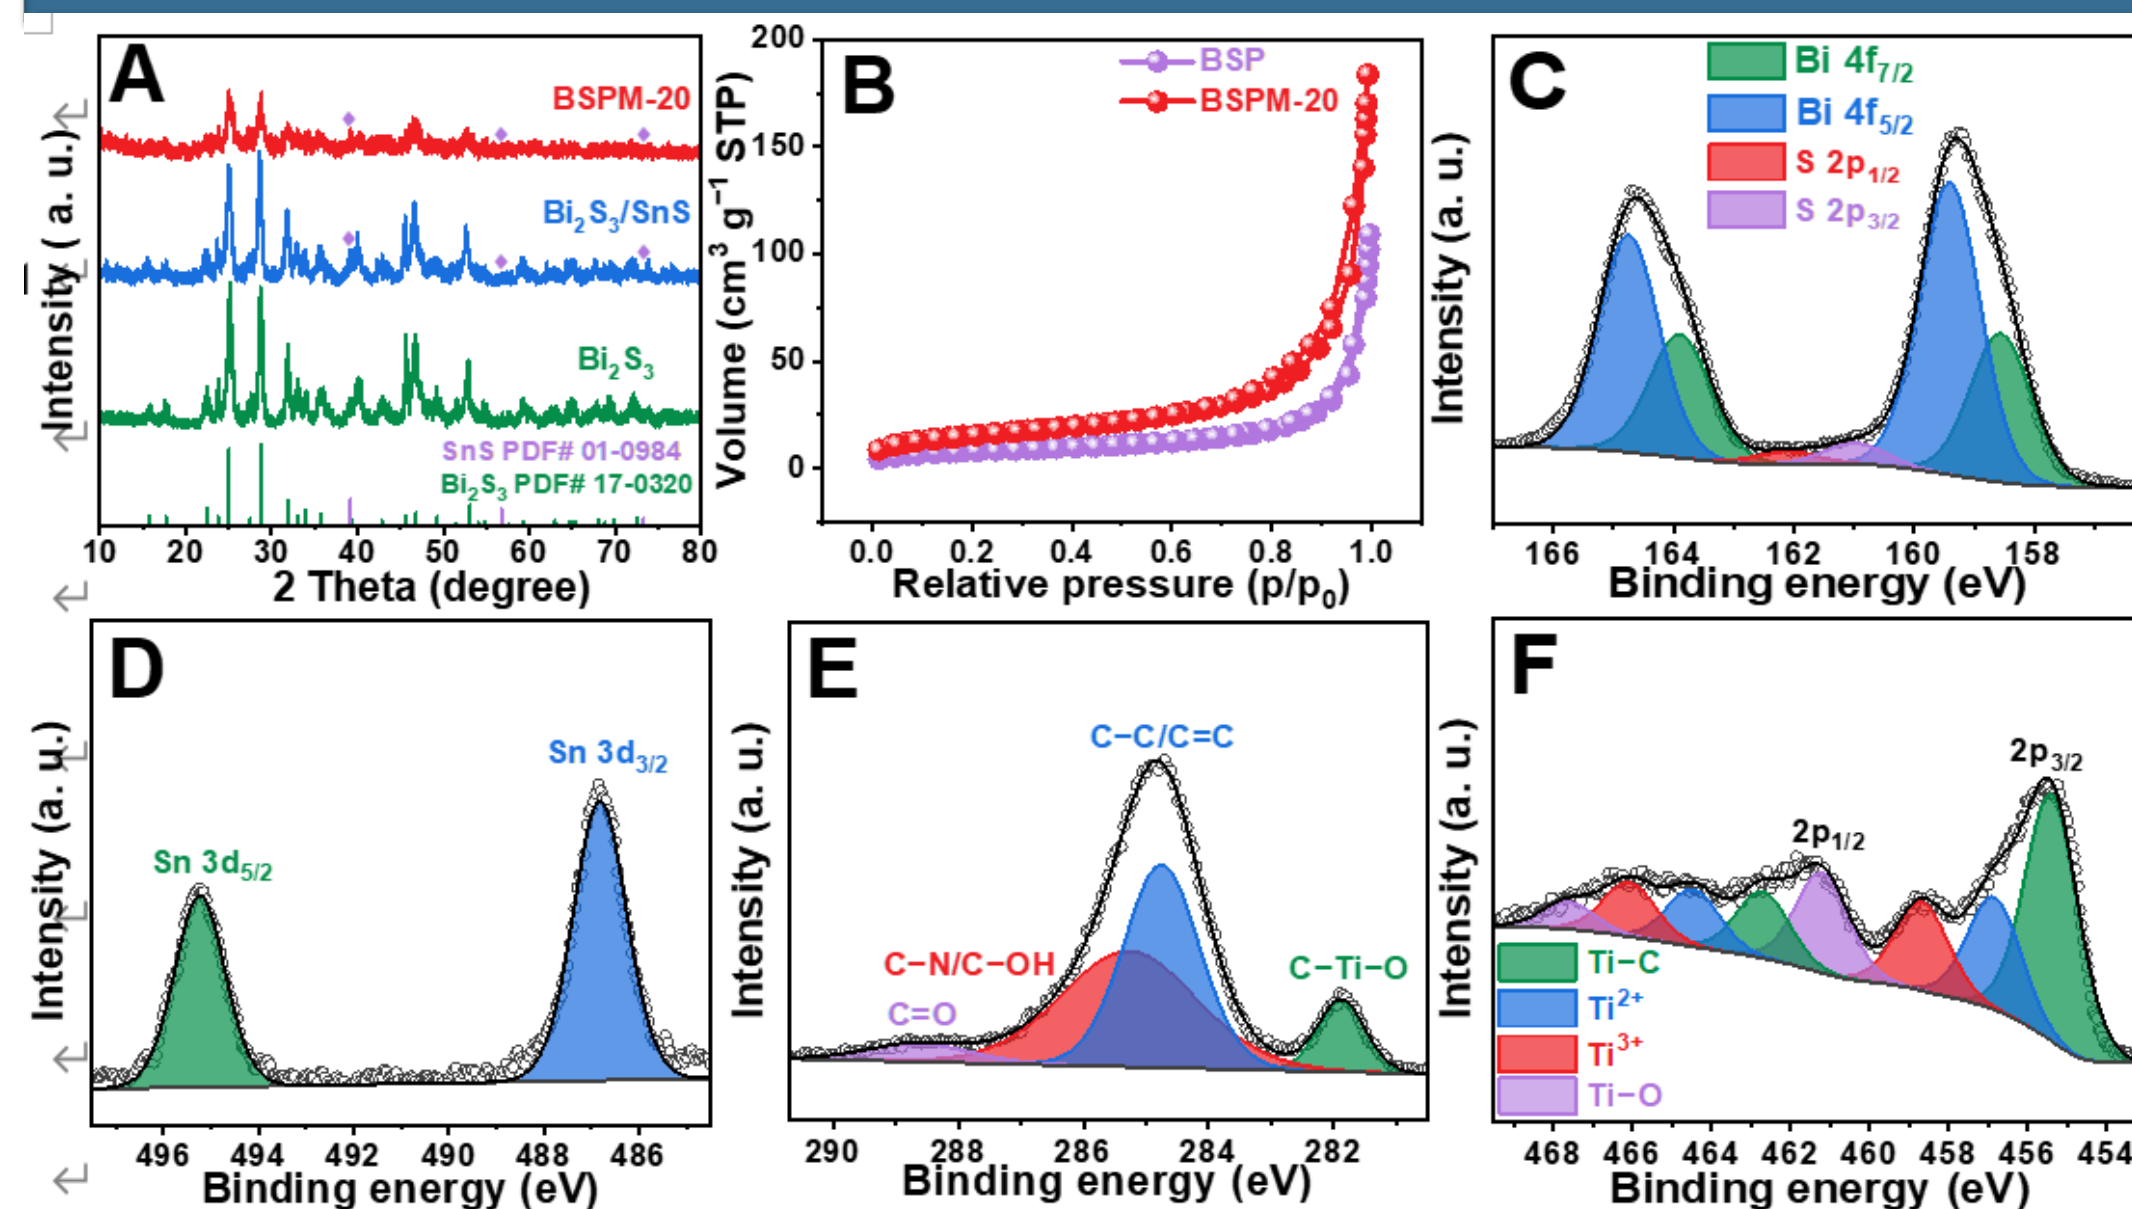 A
BSPM-20
Bi₂S₃/SnS
Bi₂S₃
SnS PDF# 01-0984
Bi₂S₃ PDF# 17-0320
Intensity ( a. u.)
10 20 30 40 50 60 70 80
2 Theta (degree)
B
BSP
BSPM-20
Volume (cm³ g⁻¹ STP)
200
150
100
50
0
0.0 0.2 0.4 0.6 0.8 1.0
Relative pressure (p/p₀)
C
Bi 4f7/2
Bi 4f5/2
S 2p1/2
S 2p3/2
Intensity (a. u.)
166 164 162 160 158
Binding energy (eV)
D
Sn 3d5/2
Sn 3d3/2
Intensity (a. u.)
496 494 492 490 488 486
Binding energy (eV)
E
C−C/C=C
C−N/C−OH
C=O
C−Ti−O
Intensity (a. u.)
290 288 286 284 282
Binding energy (eV)
F
2p3/2
2p1/2
Ti−C
Ti²⁺
Ti³⁺
Ti−O
Intensity (a. u.)
468 466 464 462 460 458 456 454
Binding energy (eV)